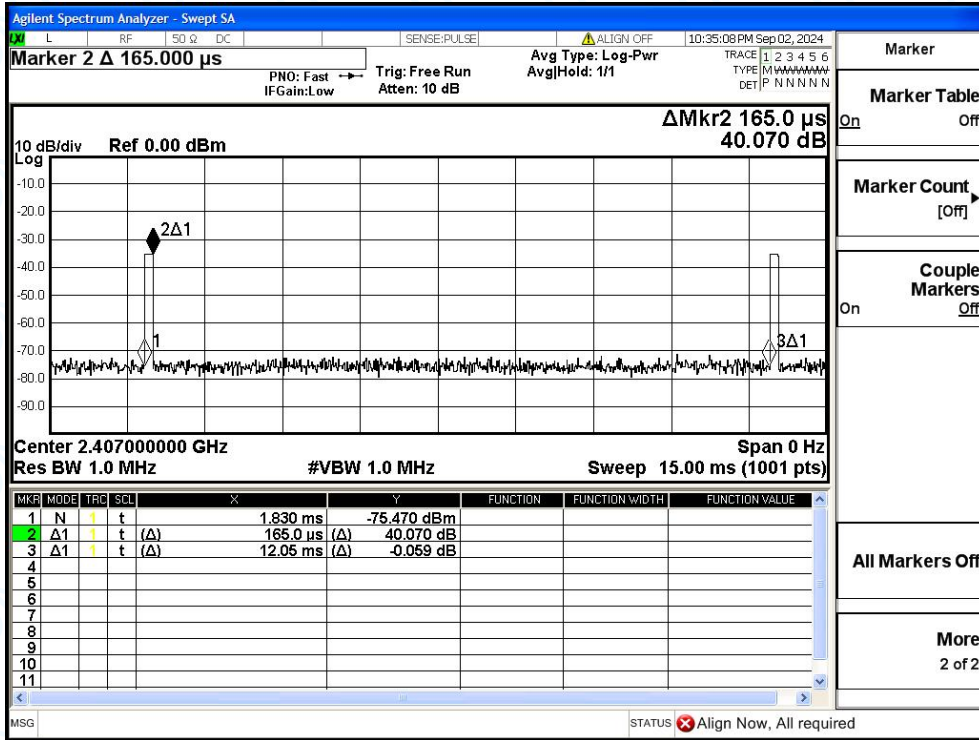 Agilent Spectrum Analyzer - Swept SA
LXI L RF 50 Ω DC SENSE:PULSE ALIGN OFF 10:35:08 PM Sep 02, 2024
Marker 2 Δ 165.000 µs
PNO: Fast
IFGain:Low
Trig: Free Run
Atten: 10 dB
Avg Type: Log-Pwr
Avg|Hold: 1/1
TRACE 1 2 3 4 5 6
TYPE M W W W W W
DET P N N N N N
ΔMkr2 165.0 µs
40.070 dB
10 dB/div Ref 0.00 dBm
Log
-10.0
-20.0
-30.0
-40.0
-50.0
-60.0
-70.0
-80.0
-90.0
2Δ1
1
3Δ1
Center 2.407000000 GHz Span 0 Hz
Res BW 1.0 MHz #VBW 1.0 MHz Sweep 15.00 ms (1001 pts)
MKR MODE TRC SCL X Y FUNCTION FUNCTION WIDTH FUNCTION VALUE
1 N 1 t 1.830 ms -75.470 dBm
2 Δ1 1 t (Δ) 165.0 µs (Δ) 40.070 dB
3 Δ1 1 t (Δ) 12.05 ms (Δ) -0.059 dB
4
5
6
7
8
9
10
11
MSG STATUS Align Now, All required
Marker
Marker Table
On Off
Marker Count
[Off]
Couple
Markers
On Off
All Markers Off
More
2 of 2